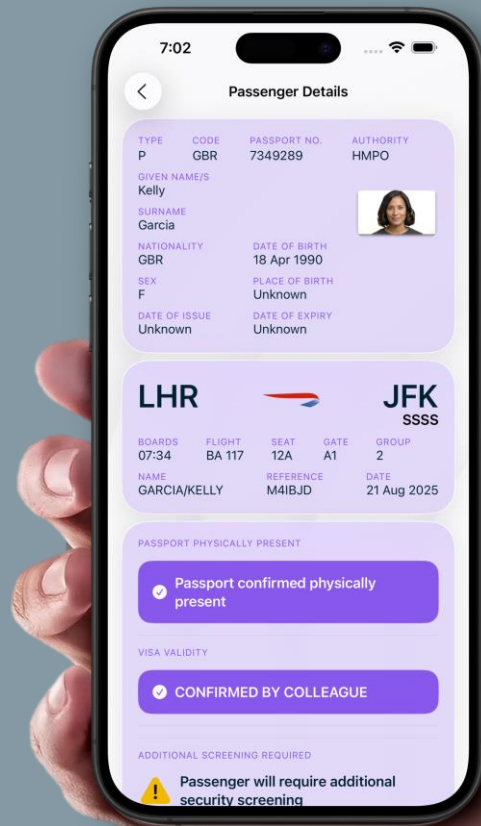 7:02
Passenger Details
TYPE CODE PASSPORT NO. AUTHORITY
P GBR 7349289 HMPO
GIVEN NAME/S
Kelly
SURNAME
Garcia
NATIONALITY DATE OF BIRTH
GBR 18 Apr 1990
SEX PLACE OF BIRTH
F Unknown
DATE OF ISSUE DATE OF EXPIRY
Unknown Unknown
LHR JFK
SSSS
BOARDS FLIGHT SEAT GATE GROUP
07:34 BA 117 12A A1 2
NAME REFERENCE DATE
GARCIA/KELLY M4IBJD 21 Aug 2025
PASSPORT PHYSICALLY PRESENT
Passport confirmed physically
present
VISA VALIDITY
CONFIRMED BY COLLEAGUE
ADDITIONAL SCREENING REQUIRED
Passenger will require additional
security screening